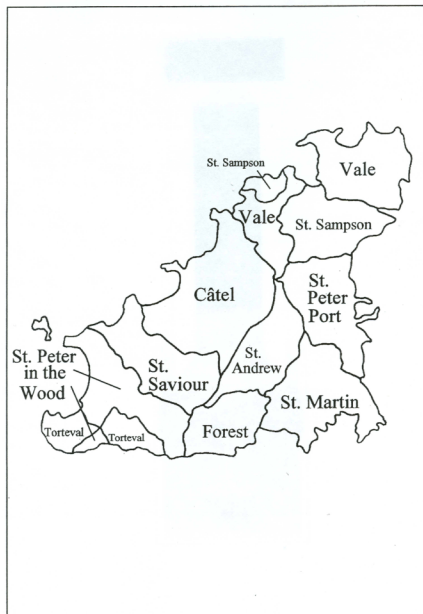 St. Sampson
Vale
Vale
St. Sampson
Câtel
St.
Peter
Port
St. Peter
in the
Wood
St.
Saviour
St.
Andrew
St. Martin
Torteval
Torteval
Forest